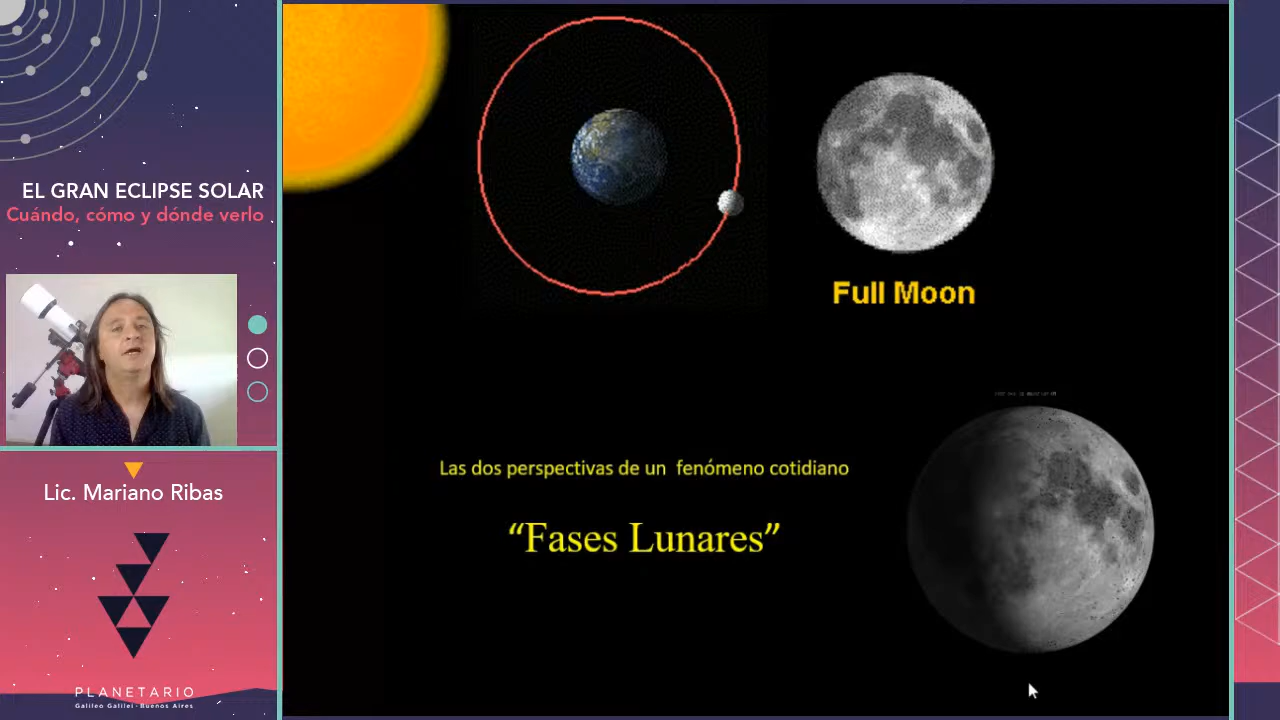 EL GRAN ECLIPSE SOLAR
Cuándo, cómo y dónde verlo
Lic. Mariano Ribas
PLANETARIO
Galileo Galilei - Buenos Aires
Full Moon
Las dos perspectivas de un fenómeno cotidiano
“Fases Lunares”